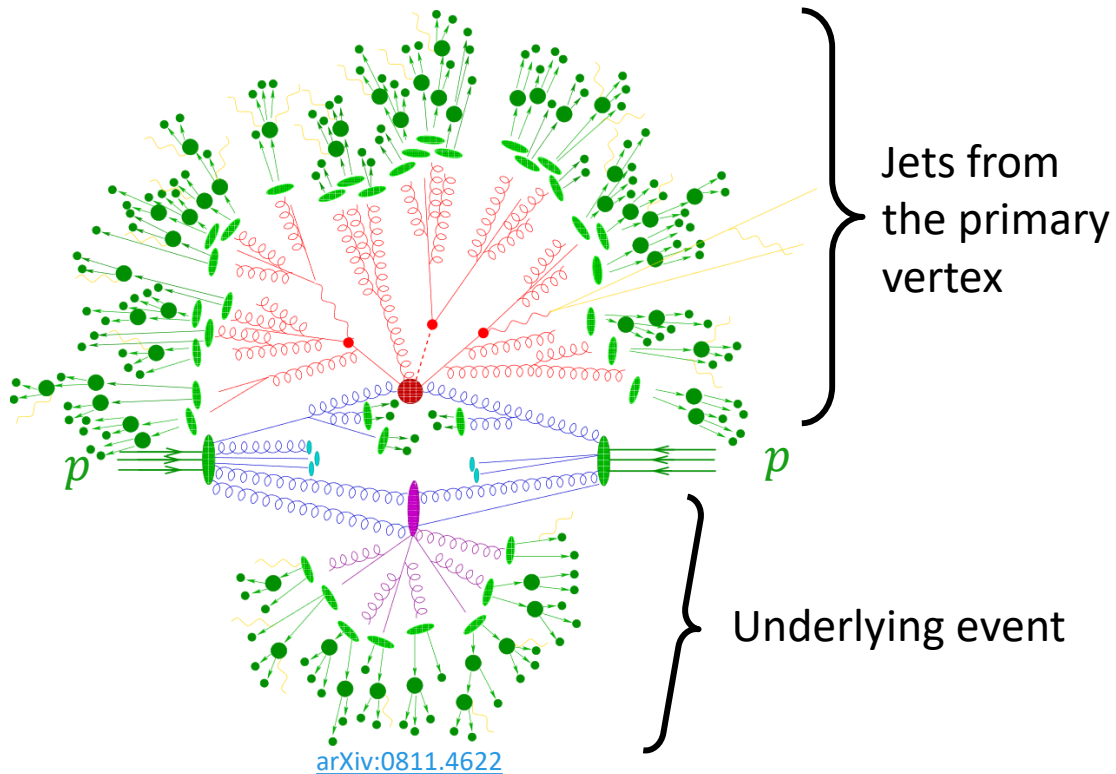 Jets from
the primary
vertex
p
p
Underlying event
arXiv:0811.4622